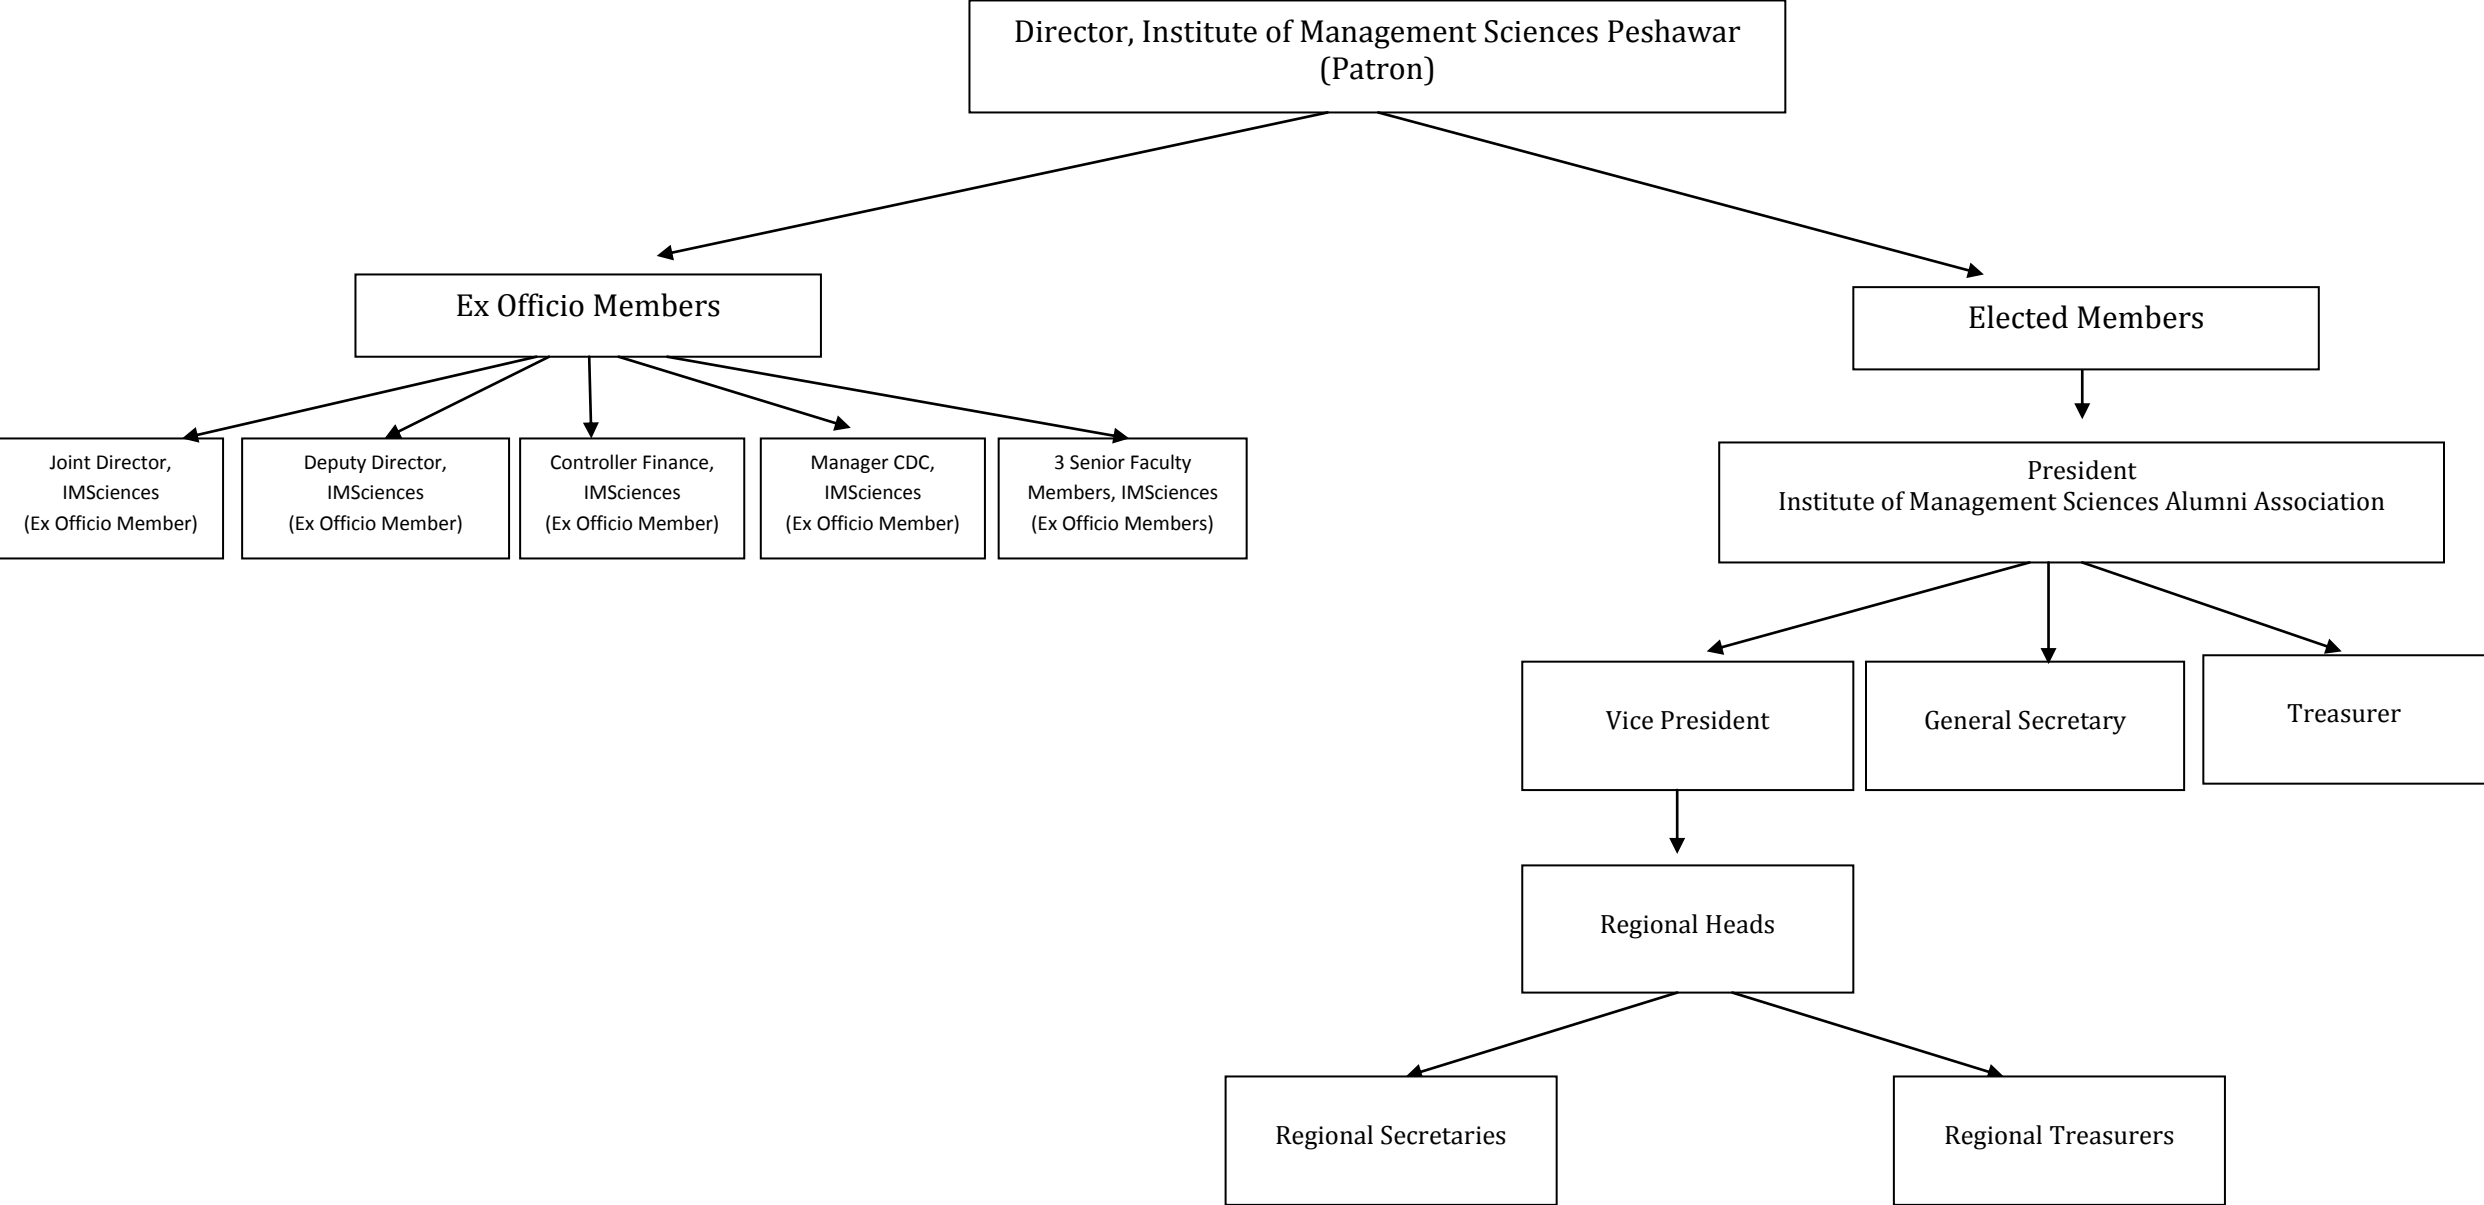 Director, Institute of Management Sciences Peshawar
(Patron)
Ex Officio Members
Elected Members
Joint Director,
IMSciences
(Ex Officio Member)
Deputy Director,
IMSciences
(Ex Officio Member)
Controller Finance,
IMSciences
(Ex Officio Member)
Manager CDC,
IMSciences
(Ex Officio Member)
3 Senior Faculty
Members, IMSciences
(Ex Officio Members)
President
Institute of Management Sciences Alumni Association
Vice President
General Secretary
Treasurer
Regional Heads
Regional Secretaries
Regional Treasurers